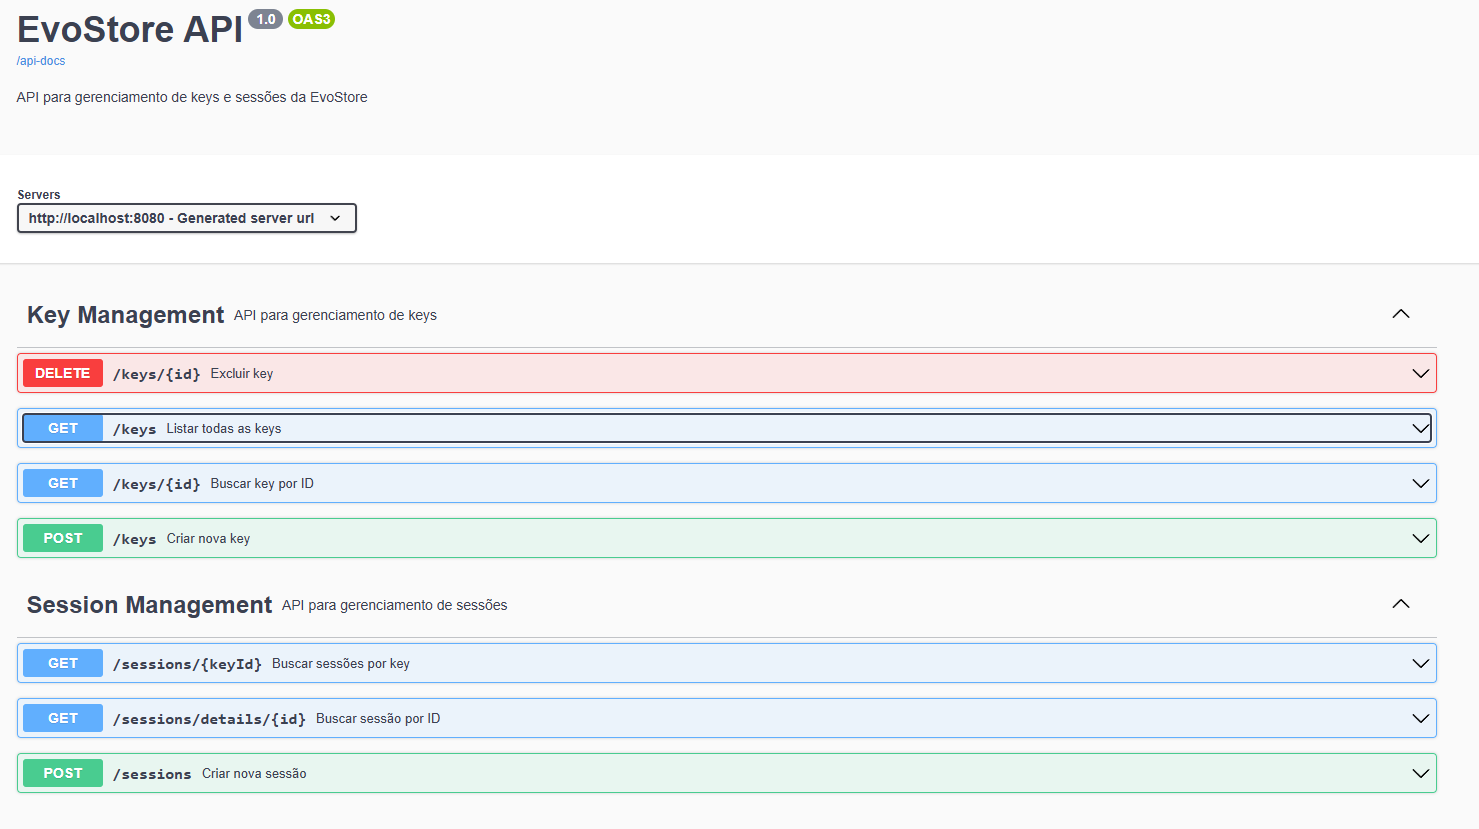 EvoStore API 1.0 OAS3
/api-docs
API para gerenciamento de keys e sessões da EvoStore
Servers
http://localhost:8080 - Generated server url
Key Management API para gerenciamento de keys
DELETE /keys/{id} Excluir key
GET /keys Listar todas as keys
GET /keys/{id} Buscar key por ID
POST /keys Criar nova key
Session Management API para gerenciamento de sessões
GET /sessions/{keyId} Buscar sessões por key
GET /sessions/details/{id} Buscar sessão por ID
POST /sessions Criar nova sessão